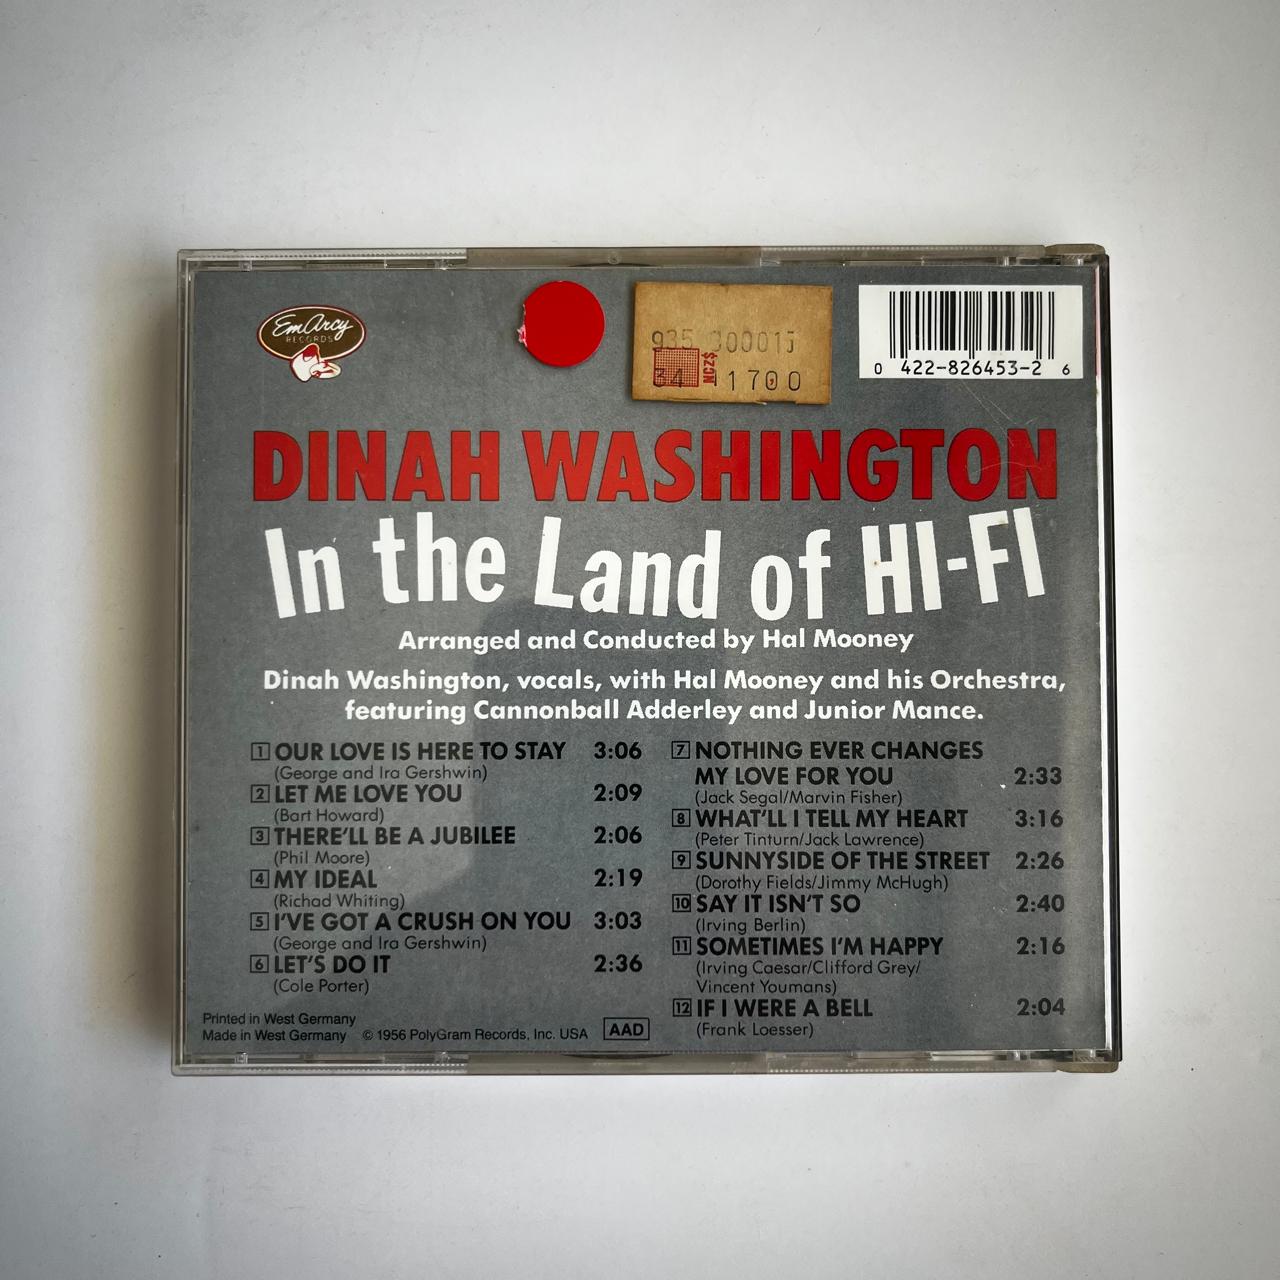 EmArcy
RECORDS
935 300015
34 11700
NCZ$
0 422-826453-2 6
DINAH WASHINGTON
In the Land of HI-FI
Arranged and Conducted by Hal Mooney
Dinah Washington, vocals, with Hal Mooney and his Orchestra,
featuring Cannonball Adderley and Junior Mance.
1 OUR LOVE IS HERE TO STAY 3:06
(George and Ira Gershwin)
2 LET ME LOVE YOU 2:09
(Bart Howard)
3 THERE'LL BE A JUBILEE 2:06
(Phil Moore)
4 MY IDEAL 2:19
(Richad Whiting)
5 I'VE GOT A CRUSH ON YOU 3:03
(George and Ira Gershwin)
6 LET'S DO IT 2:36
(Cole Porter)
7 NOTHING EVER CHANGES
MY LOVE FOR YOU 2:33
(Jack Segal/Marvin Fisher)
8 WHAT'LL I TELL MY HEART 3:16
(Peter Tinturn/Jack Lawrence)
9 SUNNYSIDE OF THE STREET 2:26
(Dorothy Fields/Jimmy McHugh)
10 SAY IT ISN'T SO 2:40
(Irving Berlin)
11 SOMETIMES I'M HAPPY 2:16
(Irving Caesar/Clifford Grey/
Vincent Youmans)
12 IF I WERE A BELL 2:04
(Frank Loesser)
Printed in West Germany
Made in West Germany © 1956 PolyGram Records, Inc. USA AAD